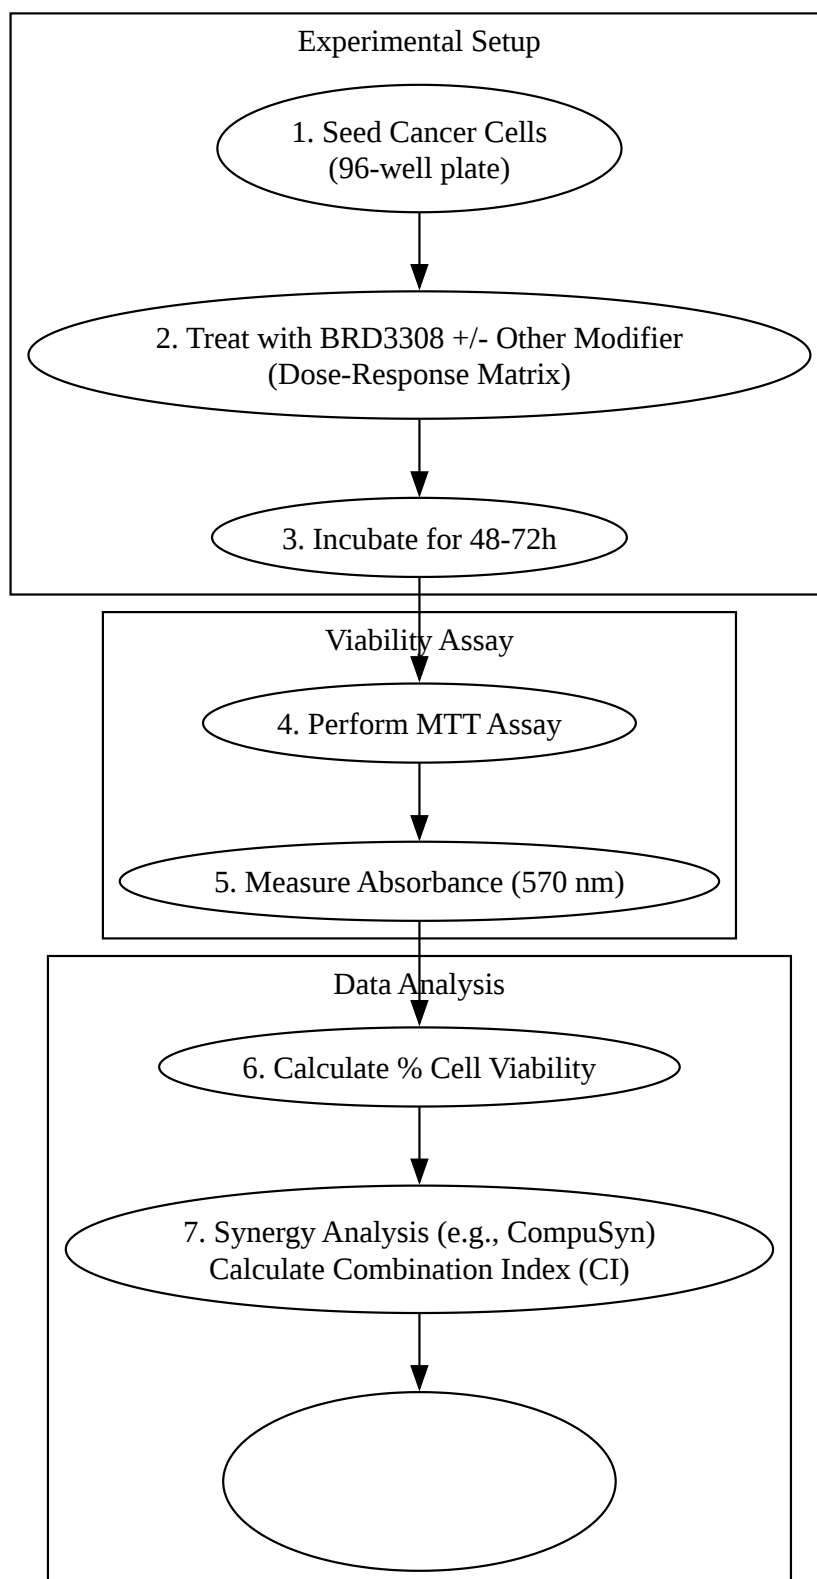 Experimental Setup
1. Seed Cancer Cells
(96-well plate)
2. Treat with BRD3308 +/- Other Modifier
(Dose-Response Matrix)
3. Incubate for 48-72h
Viability Assay
4. Perform MTT Assay
5. Measure Absorbance (570 nm)
Data Analysis
6. Calculate % Cell Viability
7. Synergy Analysis (e.g., CompuSyn)
Calculate Combination Index (CI)